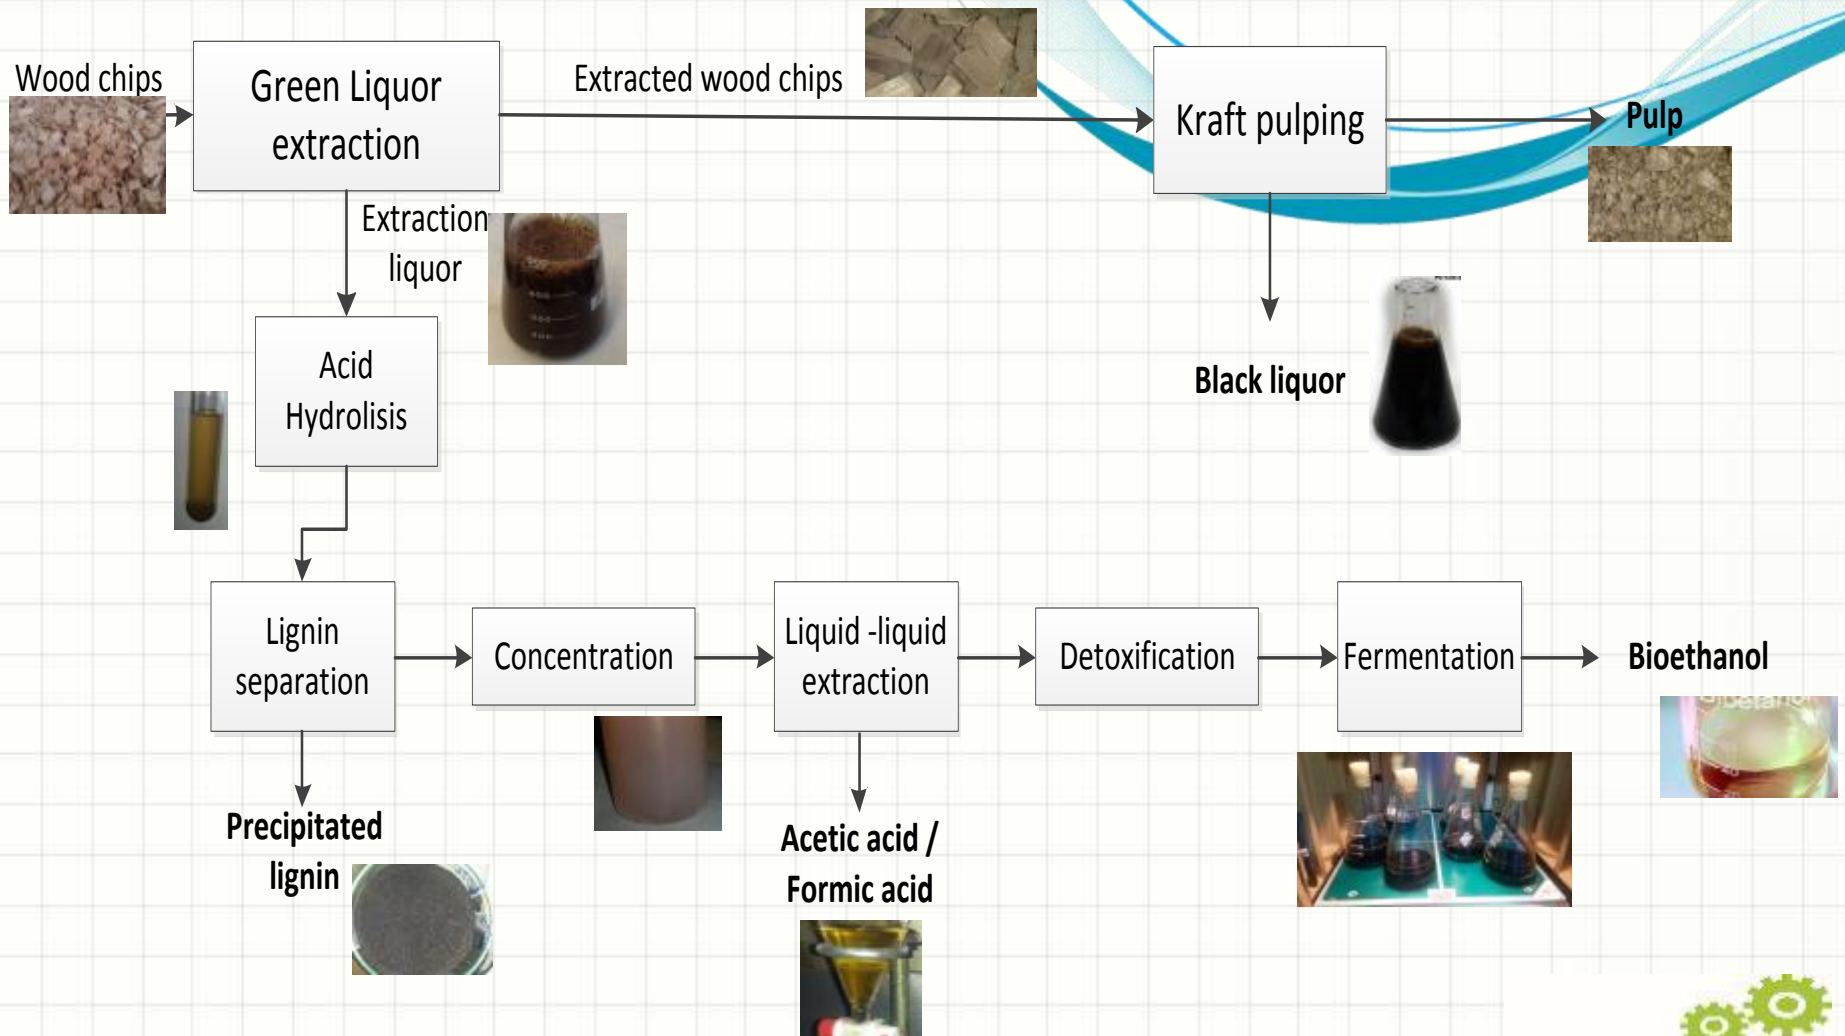 Wood chips
Green Liquor
extraction
Extracted wood chips
Kraft pulping
Pulp
Extraction
liquor
Acid
Hydrolisis
Black liquor
Lignin
separation
Concentration
Liquid -liquid
extraction
Detoxification
Fermentation
Bioethanol
Precipitated
lignin
Acetic acid /
Formic acid